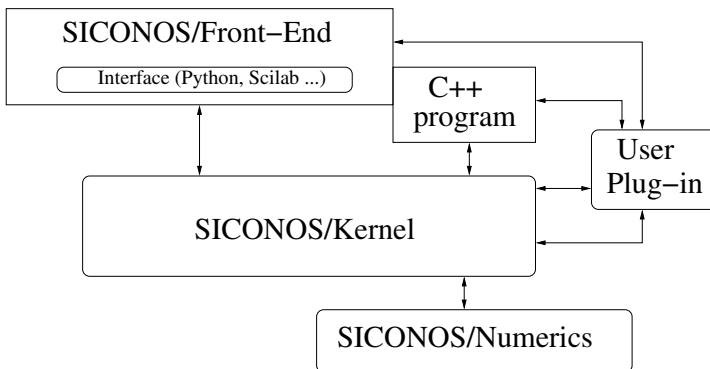 SICONOS/Front−End
Interface (Python, Scilab ...)
C++
program
User
Plug−in
SICONOS/Kernel
SICONOS/Numerics